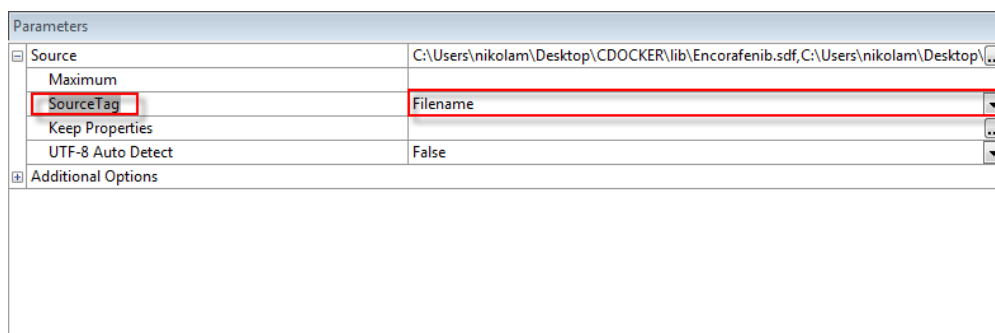 Parameters
Source C:\Users\nikolam\Desktop\CDOCKER\lib\Encorafenib.sdf,C:\Users\nikolam\Desktop\
Maximum
SourceTag Filename
Keep Properties
UTF-8 Auto Detect False
Additional Options